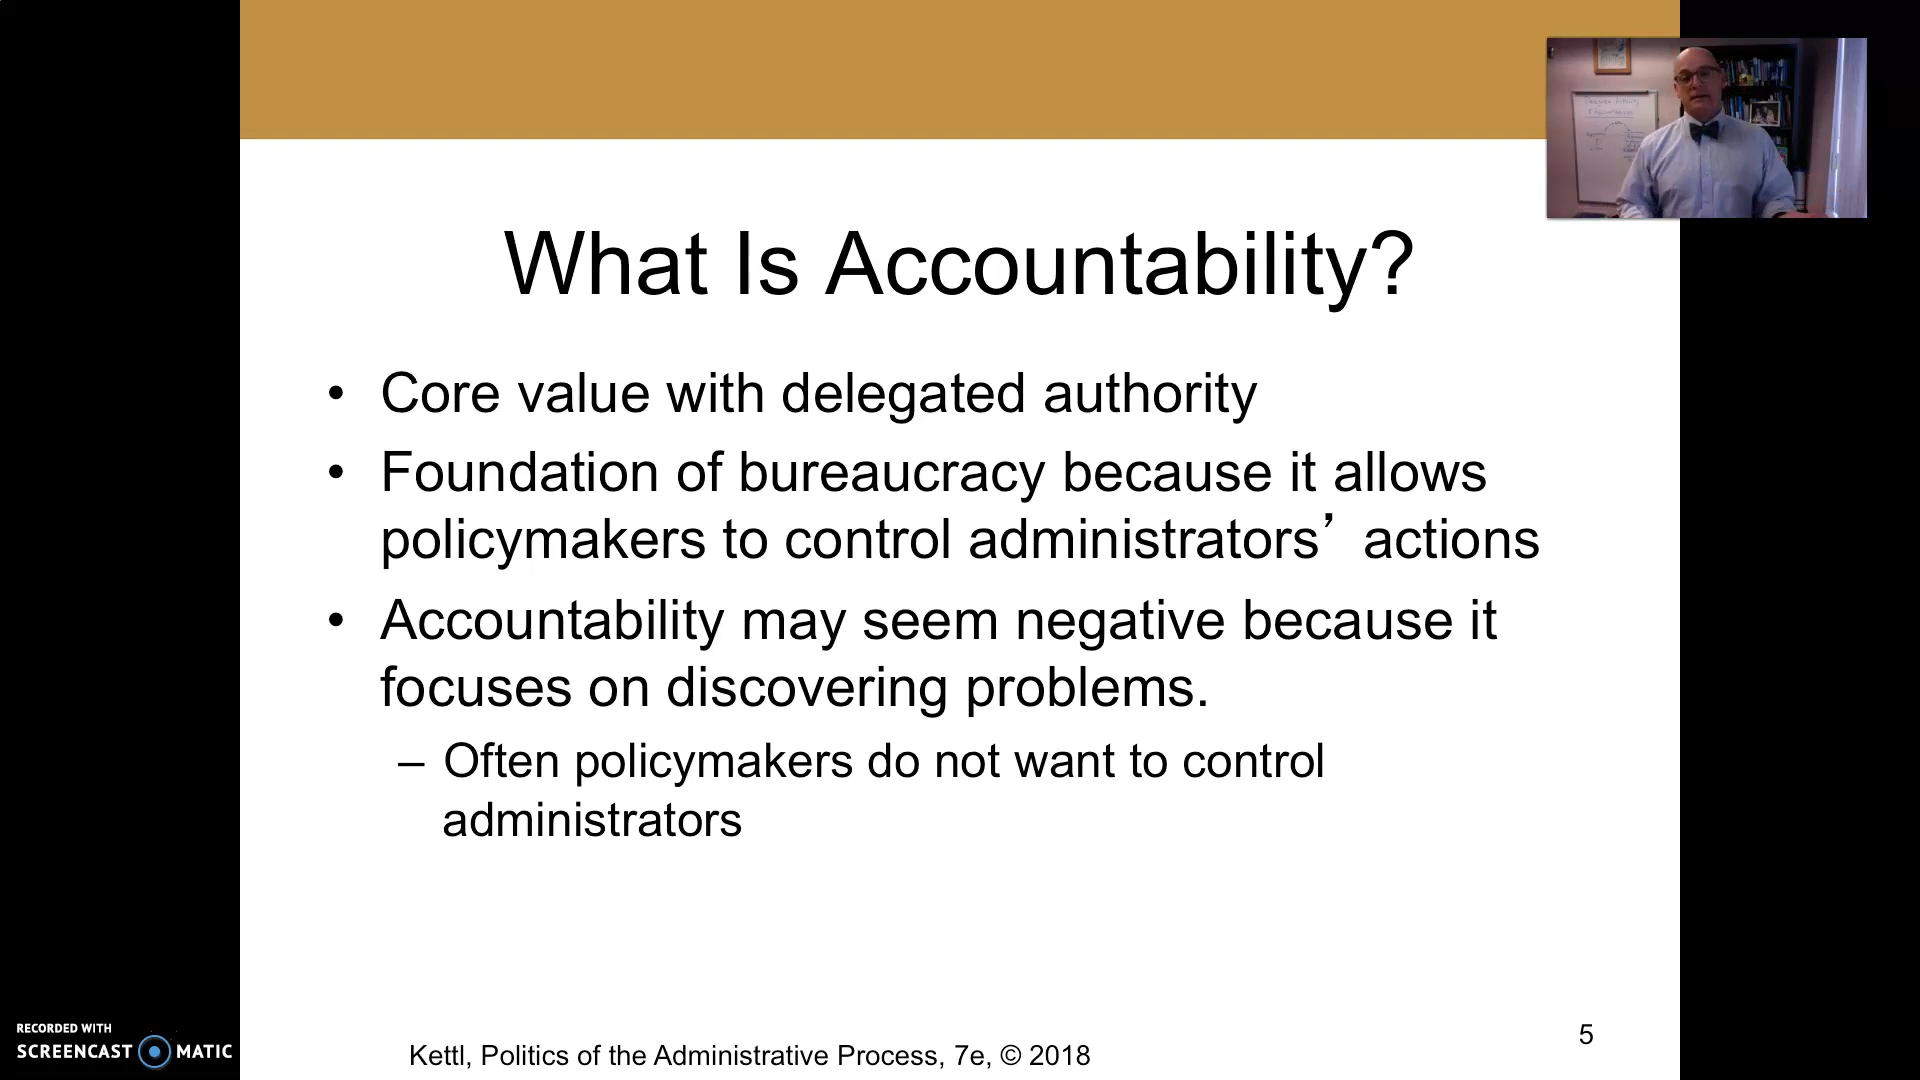 What Is Accountability?
• Core value with delegated authority
• Foundation of bureaucracy because it allows
policymakers to control administrators’ actions
• Accountability may seem negative because it
focuses on discovering problems.
– Often policymakers do not want to control
administrators
5
Kettl, Politics of the Administrative Process, 7e, © 2018
RECORDED WITH
SCREENCAST MATIC